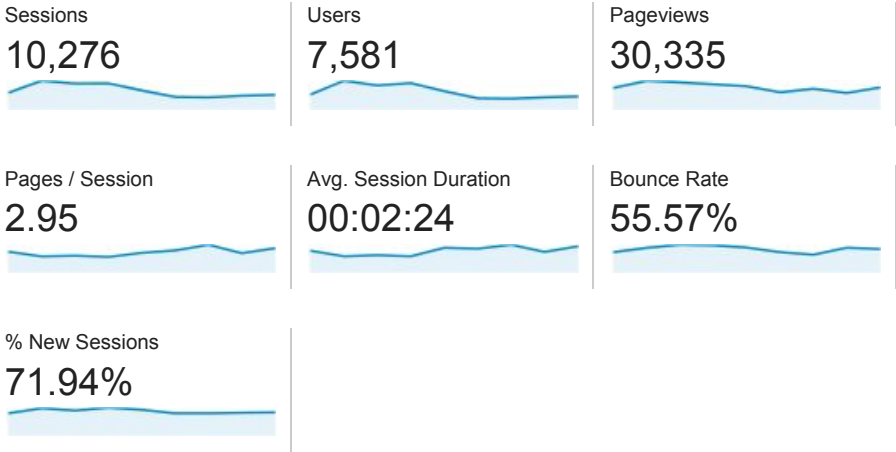 Sessions
10,276
Users
7,581
Pageviews
30,335
Pages / Session
2.95
Avg. Session Duration
00:02:24
Bounce Rate
55.57%
% New Sessions
71.94%